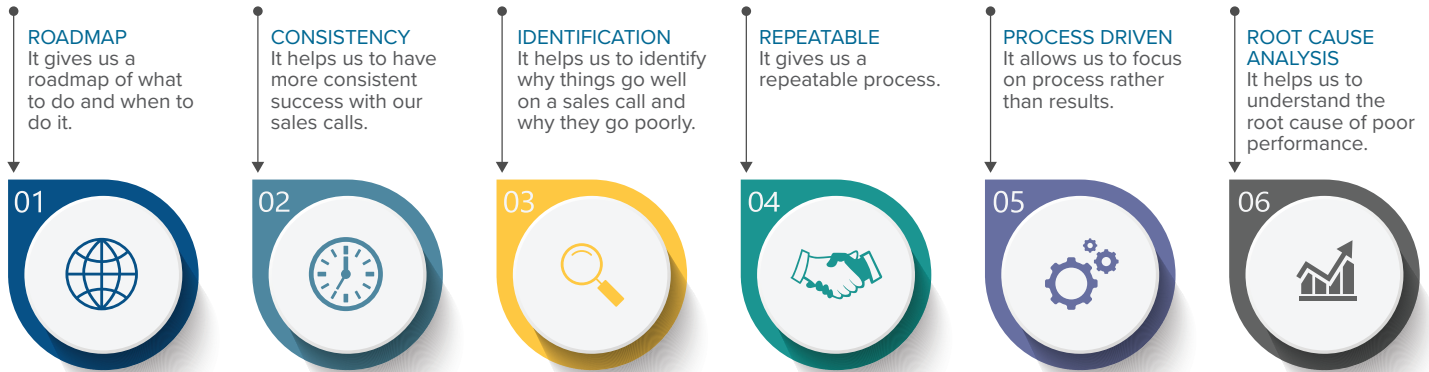 ROADMAP
It gives us a
roadmap of what
to do and when to
do it.
CONSISTENCY
It helps us to have
more consistent
success with our
sales calls.
IDENTIFICATION
It helps us to identify
why things go well
on a sales call and
why they go poorly.
REPEATABLE
It gives us a
repeatable process.
PROCESS DRIVEN
It allows us to focus
on process rather
than results.
ROOT CAUSE
ANALYSIS
It helps us to
understand the
root cause of poor
performance.
01
02
03
04
05
06